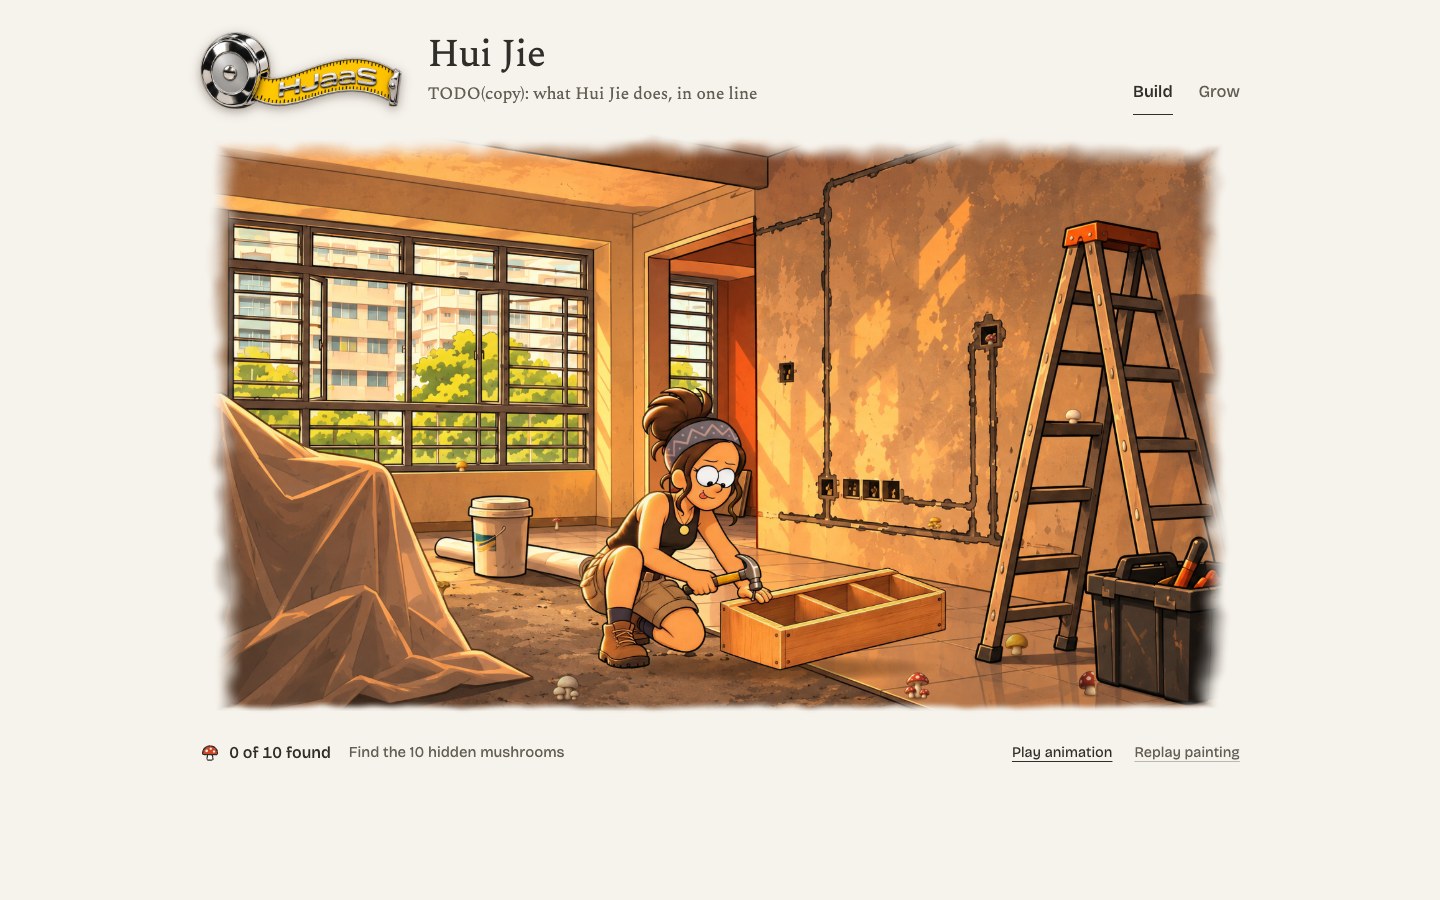 HJaaS
Hui Jie
TODO(copy): what Hui Jie does, in one line
Build
Grow
0 of 10 found
Find the 10 hidden mushrooms
Play animation
Replay painting